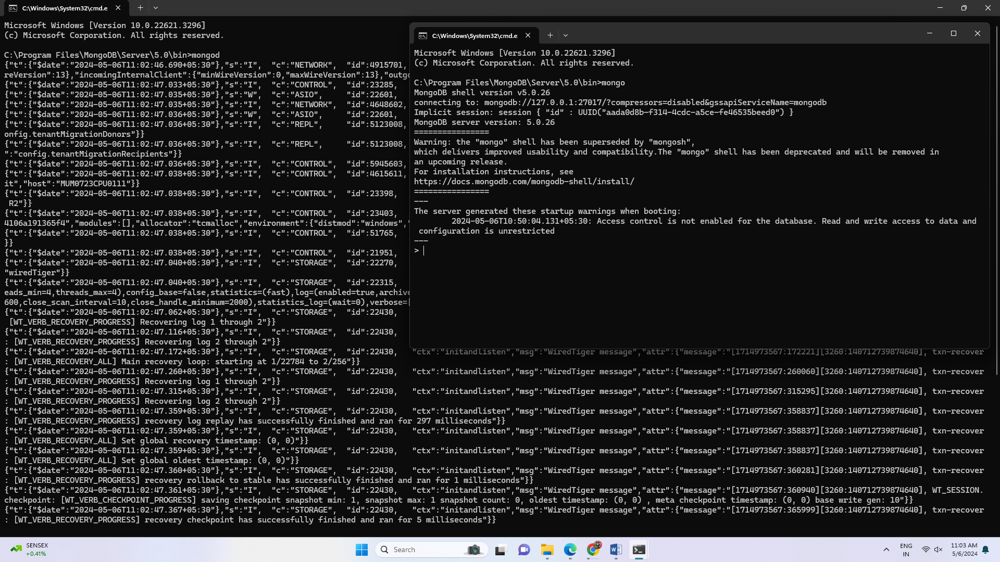 C:\Windows\System32\cmd.e
Microsoft Windows [Version 10.0.22621.3296]
(c) Microsoft Corporation. All rights reserved.
C:\Program Files\MongoDB\Server\5.0\bin>mongod
{"t":{"$date":"2024-05-06T11:02:46.690+05:30"},"s":"I",  "c":"NETWORK",  "id":4915701,
reVersion":13},"incomingInternalClient":{"minWireVersion":0,"maxWireVersion":13},"outgo
{"t":{"$date":"2024-05-06T11:02:47.033+05:30"},"s":"I",  "c":"CONTROL",  "id":23285,
{"t":{"$date":"2024-05-06T11:02:47.035+05:30"},"s":"W",  "c":"ASIO",     "id":22601,
{"t":{"$date":"2024-05-06T11:02:47.035+05:30"},"s":"I",  "c":"NETWORK",  "id":4648602,
{"t":{"$date":"2024-05-06T11:02:47.036+05:30"},"s":"W",  "c":"ASIO",     "id":22601,
{"t":{"$date":"2024-05-06T11:02:47.036+05:30"},"s":"I",  "c":"REPL",     "id":5123008,
onfig.tenantMigrationDonors"}}
{"t":{"$date":"2024-05-06T11:02:47.036+05:30"},"s":"I",  "c":"REPL",     "id":5123008,
":"config.tenantMigrationRecipients"}}
{"t":{"$date":"2024-05-06T11:02:47.036+05:30"},"s":"I",  "c":"CONTROL",  "id":5945603,
{"t":{"$date":"2024-05-06T11:02:47.038+05:30"},"s":"I",  "c":"CONTROL",  "id":4615611,
it","host":"MUM0723CPU0111"}}
{"t":{"$date":"2024-05-06T11:02:47.038+05:30"},"s":"I",  "c":"CONTROL",  "id":23398,
 R2"}}
{"t":{"$date":"2024-05-06T11:02:47.038+05:30"},"s":"I",  "c":"CONTROL",  "id":23403,
4106a191365f4","modules":[],"allocator":"tcmalloc","environment":{"distmod":"windows","
{"t":{"$date":"2024-05-06T11:02:47.038+05:30"},"s":"I",  "c":"CONTROL",  "id":51765,
}}
{"t":{"$date":"2024-05-06T11:02:47.038+05:30"},"s":"I",  "c":"CONTROL",  "id":21951,
{"t":{"$date":"2024-05-06T11:02:47.040+05:30"},"s":"I",  "c":"STORAGE",  "id":22270,
"wiredTiger"}}
{"t":{"$date":"2024-05-06T11:02:47.040+05:30"},"s":"I",  "c":"STORAGE",  "id":22315,
eads_min=4,threads_max=4),config_base=false,statistics=(fast),log=(enabled=true,archive
600,close_scan_interval=10,close_handle_minimum=2000),statistics_log=(wait=0),verbose=[
{"t":{"$date":"2024-05-06T11:02:47.062+05:30"},"s":"I",  "c":"STORAGE",  "id":22430,
 [WT_VERB_RECOVERY_PROGRESS] Recovering log 1 through 2"}}
{"t":{"$date":"2024-05-06T11:02:47.116+05:30"},"s":"I",  "c":"STORAGE",  "id":22430,
: [WT_VERB_RECOVERY_PROGRESS] Recovering log 2 through 2"}}
{"t":{"$date":"2024-05-06T11:02:47.172+05:30"},"s":"I",  "c":"STORAGE",  "id":22430,   "ctx":"initandlisten","msg":"WiredTiger message","attr":{"message":"[1714973567:172221][3260:140712739874640], txn-recover
: [WT_VERB_RECOVERY_ALL] Main recovery loop: starting at 1/22784 to 2/256"}}
{"t":{"$date":"2024-05-06T11:02:47.260+05:30"},"s":"I",  "c":"STORAGE",  "id":22430,   "ctx":"initandlisten","msg":"WiredTiger message","attr":{"message":"[1714973567:260060][3260:140712739874640], txn-recover
: [WT_VERB_RECOVERY_PROGRESS] Recovering log 1 through 2"}}
{"t":{"$date":"2024-05-06T11:02:47.315+05:30"},"s":"I",  "c":"STORAGE",  "id":22430,   "ctx":"initandlisten","msg":"WiredTiger message","attr":{"message":"[1714973567:315295][3260:140712739874640], txn-recover
: [WT_VERB_RECOVERY_PROGRESS] Recovering log 2 through 2"}}
{"t":{"$date":"2024-05-06T11:02:47.359+05:30"},"s":"I",  "c":"STORAGE",  "id":22430,   "ctx":"initandlisten","msg":"WiredTiger message","attr":{"message":"[1714973567:358837][3260:140712739874640], txn-recover
: [WT_VERB_RECOVERY_PROGRESS] recovery log replay has successfully finished and ran for 297 milliseconds"}}
{"t":{"$date":"2024-05-06T11:02:47.359+05:30"},"s":"I",  "c":"STORAGE",  "id":22430,   "ctx":"initandlisten","msg":"WiredTiger message","attr":{"message":"[1714973567:358837][3260:140712739874640], txn-recover
: [WT_VERB_RECOVERY_ALL] Set global recovery timestamp: (0, 0)"}}
{"t":{"$date":"2024-05-06T11:02:47.359+05:30"},"s":"I",  "c":"STORAGE",  "id":22430,   "ctx":"initandlisten","msg":"WiredTiger message","attr":{"message":"[1714973567:358837][3260:140712739874640], txn-recover
: [WT_VERB_RECOVERY_ALL] Set global oldest timestamp: (0, 0)"}}
{"t":{"$date":"2024-05-06T11:02:47.360+05:30"},"s":"I",  "c":"STORAGE",  "id":22430,   "ctx":"initandlisten","msg":"WiredTiger message","attr":{"message":"[1714973567:360281][3260:140712739874640], txn-recover
: [WT_VERB_RECOVERY_PROGRESS] recovery rollback to stable has successfully finished and ran for 1 milliseconds"}}
{"t":{"$date":"2024-05-06T11:02:47.361+05:30"},"s":"I",  "c":"STORAGE",  "id":22430,   "ctx":"initandlisten","msg":"WiredTiger message","attr":{"message":"[1714973567:360940][3260:140712739874640], WT_SESSION.
checkpoint: [WT_VERB_CHECKPOINT_PROGRESS] saving checkpoint snapshot min: 1, snapshot max: 1 snapshot count: 0, oldest timestamp: (0, 0) , meta checkpoint timestamp: (0, 0) base write gen: 10"}}
{"t":{"$date":"2024-05-06T11:02:47.367+05:30"},"s":"I",  "c":"STORAGE",  "id":22430,   "ctx":"initandlisten","msg":"WiredTiger message","attr":{"message":"[1714973567:365999][3260:140712739874640], txn-recover
: [WT_VERB_RECOVERY_PROGRESS] recovery checkpoint has successfully finished and ran for 5 milliseconds"}}
C:\Windows\System32\cmd.e
Microsoft Windows [Version 10.0.22621.3296]
(c) Microsoft Corporation. All rights reserved.
C:\Program Files\MongoDB\Server\5.0\bin>mongo
MongoDB shell version v5.0.26
connecting to: mongodb://127.0.0.1:27017/?compressors=disabled&gssapiServiceName=mongodb
Implicit session: session { "id" : UUID("aada0d8b-f314-4cdc-a5ce-fe46535beed0") }
MongoDB server version: 5.0.26
================
Warning: the "mongo" shell has been superseded by "mongosh",
which delivers improved usability and compatibility.The "mongo" shell has been deprecated and will be removed in
an upcoming release.
For installation instructions, see
https://docs.mongodb.com/mongodb-shell/install/
================
---
The server generated these startup warnings when booting:
        2024-05-06T10:50:04.131+05:30: Access control is not enabled for the database. Read and write access to data and
 configuration is unrestricted
---
>
SENSEX
+0.41%
Search
ENG
IN
11:03 AM
5/6/2024